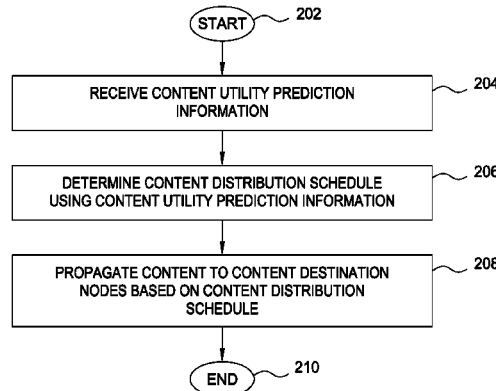 START
202
RECEIVE CONTENT UTILITY PREDICTION
INFORMATION
204
DETERMINE CONTENT DISTRIBUTION SCHEDULE
USING CONTENT UTILITY PREDICTION INFORMATION
206
PROPAGATE CONTENT TO CONTENT DESTINATION
NODES BASED ON CONTENT DISTRIBUTION
SCHEDULE
208
END
210